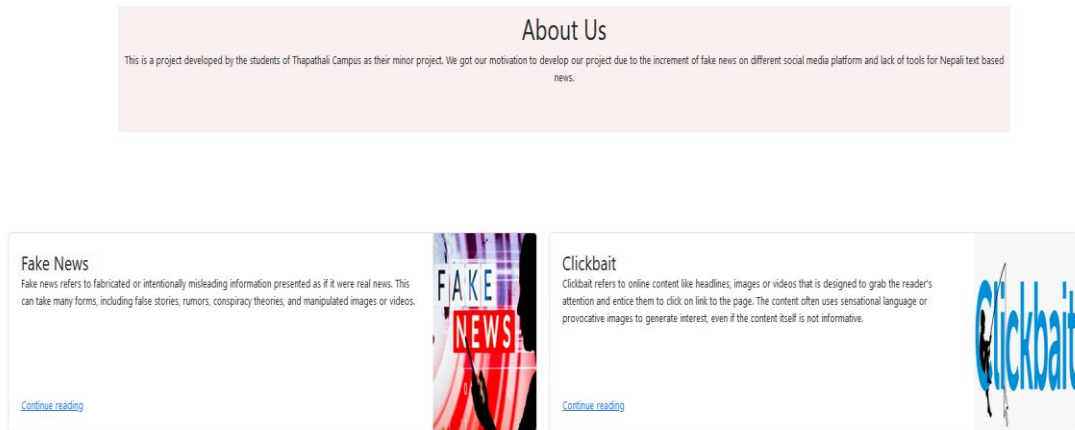 About Us
This is a project developed by the students of Thapathali Campus as their minor project. We got our motivation to develop our project due to the increment of fake news on different social media platform and lack of tools for Nepali text based
news.
Fake News
Fake news refers to fabricated or intentionally misleading information presented as if it were real news. This
can take many forms, including false stories, rumors, conspiracy theories, and manipulated images or videos.
Continue reading
FAKE
NEWS
Clickbait
Clickbait refers to online content like headlines, images or videos that is designed to grab the reader's
attention and entice them to click on link to the page. The content often uses sensational language or
provocative images to generate interest, even if the content itself is not informative.
Continue reading
Clickbait